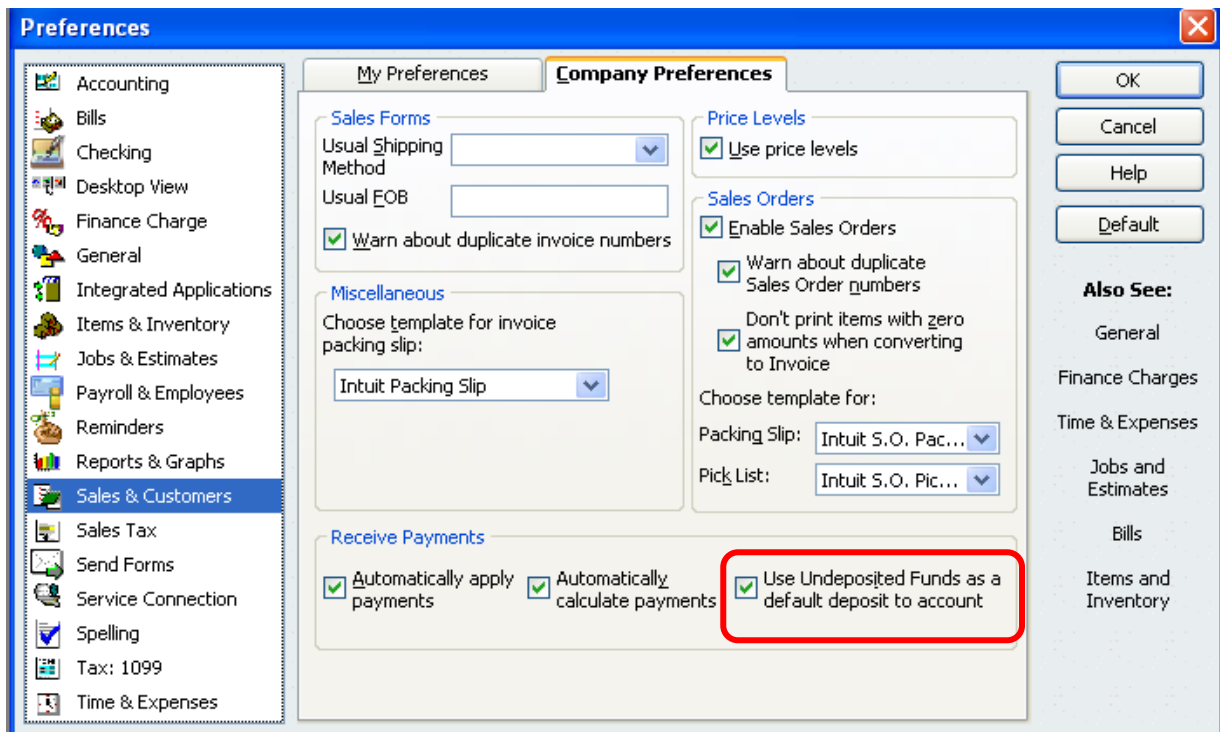 Preferences
Accounting
Bills
Checking
Desktop View
Finance Charge
General
Integrated Applications
Items & Inventory
Jobs & Estimates
Payroll & Employees
Reminders
Reports & Graphs
Sales & Customers
Sales Tax
Send Forms
Service Connection
Spelling
Tax: 1099
Time & Expenses
My Preferences
Company Preferences
Sales Forms
Usual Shipping
Method
Usual FOB
Warn about duplicate invoice numbers
Miscellaneous
Choose template for invoice
packing slip:
Intuit Packing Slip
Price Levels
Use price levels
Sales Orders
Enable Sales Orders
Warn about duplicate
Sales Order numbers
Don't print items with zero
amounts when converting
to Invoice
Choose template for:
Packing Slip:
Intuit S.O. Pac...
Pick List:
Intuit S.O. Pic...
Receive Payments
Automatically apply
payments
Automatically
calculate payments
Use Undeposited Funds as a
default deposit to account
OK
Cancel
Help
Default
Also See:
General
Finance Charges
Time & Expenses
Jobs and
Estimates
Bills
Items and
Inventory